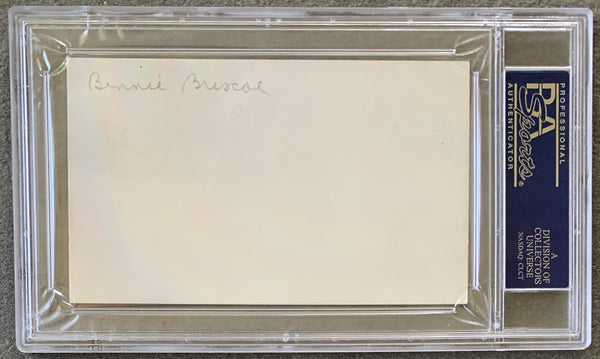 Bennie Briscoe
PROFESSIONAL
PSA
Sports
AUTHENTICATOR
®
A
DIVISION OF
COLLECTORS
UNIVERSE
NASDAQ: CLCT